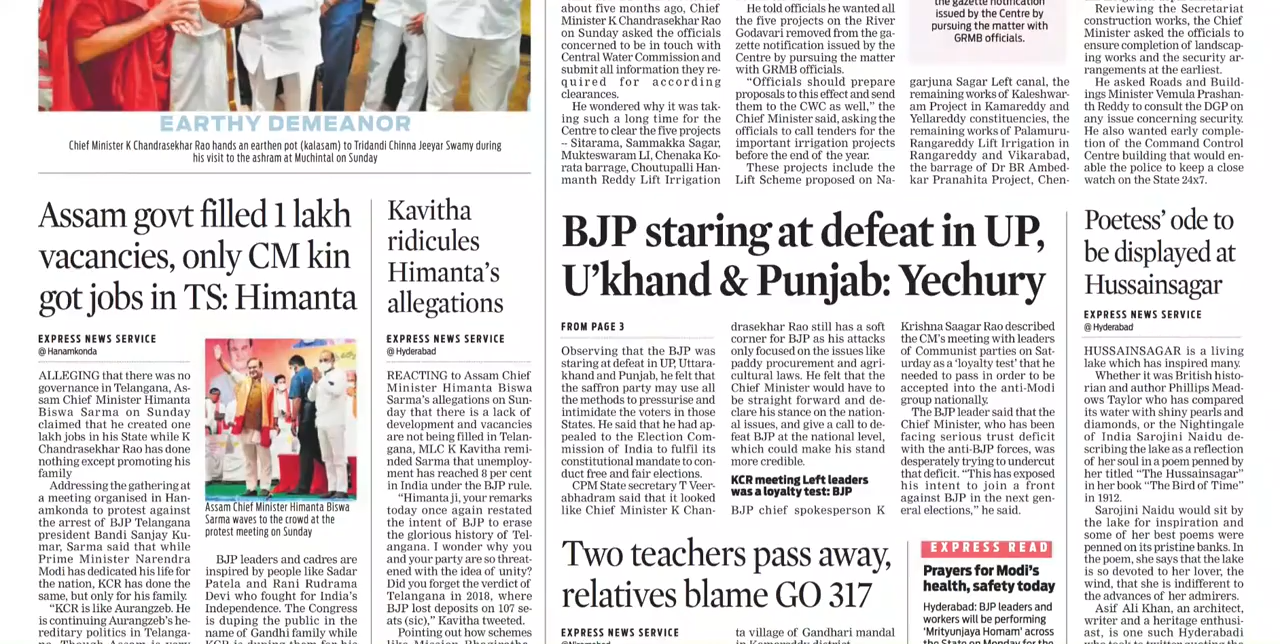 EARTHY DEMEANOR
Chief Minister K Chandrasekhar Rao hands an earthen pot (kalasam) to Tridandi Chinna Jeeyar Swamy during
his visit to the ashram at Muchintal on Sunday
about five months ago, Chief
Minister K Chandrasekhar Rao
on Sunday asked the officials
concerned to be in touch with
Central Water Commission and
submit all information they re-
quired for according
clearances.
He wondered why it was tak-
ing such a long time for the
Centre to clear the five projects
-- Sitarama, Sammakka Sagar,
Mukteswaram LI, Chenaka Ko-
rata barrage, Choutupalli Han-
manth Reddy Lift Irrigation
He told officials he wanted all
the five projects on the River
Godavari removed from the ga-
zette notification issued by the
Centre by pursuing the matter
with GRMB officials.
“Officials should prepare
proposals to this effect and send
them to the CWC as well,” the
Chief Minister said, asking the
officials to call tenders for the
important irrigation projects
before the end of the year.
These projects include the
Lift Scheme proposed on Na-
the gazette notification
issued by the Centre by
pursuing the matter with
GRMB officials.
garjuna Sagar Left canal, the
remaining works of Kaleshwar-
am Project in Kamareddy and
Yellareddy constituencies, the
remaining works of Palamuru-
Rangareddy Lift Irrigation in
Rangareddy and Vikarabad,
the barrage of Dr BR Ambed-
kar Pranahita Project, Chen-
Reviewing the Secretariat
construction works, the Chief
Minister asked the officials to
ensure completion of landscap-
ing works and the security ar-
rangements at the earliest.
He asked Roads and Build-
ings Minister Vemula Prashan-
th Reddy to consult the DGP on
any issue concerning security.
He also wanted early comple-
tion of the Command Control
Centre building that would en-
able the police to keep a close
watch on the State 24x7.
Assam govt filled 1 lakh
vacancies, only CM kin
got jobs in TS: Himanta
EXPRESS NEWS SERVICE
@ Hanamkonda
ALLEGING that there was no
governance in Telangana, As-
sam Chief Minister Himanta
Biswa Sarma on Sunday
claimed that he created one
lakh jobs in his State while K
Chandrasekhar Rao has done
nothing except promoting his
family
Addressing the gathering at
a meeting organised in Han-
amkonda to protest against
the arrest of BJP Telangana
president Bandi Sanjay Ku-
mar, Sarma said that while
Prime Minister Narendra
Modi has dedicated his life for
the nation, KCR has done the
same, but only for his family.
“KCR is like Aurangzeb. He
is continuing Aurangzeb’s he-
reditary politics in Telanga-
Assam Chief Minister Himanta Biswa
Sarma waves to the crowd at the
protest meeting on Sunday
BJP leaders and cadres are
inspired by people like Sadar
Patela and Rani Rudrama
Devi who fought for India’s
Independence. The Congress
is duping the public in the
name of Gandhi family while
Kavitha
ridicules
Himanta’s
allegations
EXPRESS NEWS SERVICE
@ Hyderabad
REACTING to Assam Chief
Minister Himanta Biswa
Sarma’s allegations on Sun-
day that there is a lack of
development and vacancies
are not being filled in Telan-
gana, MLC K Kavitha remi-
nded Sarma that unemploy-
ment has reached 8 per cent
in India under the BJP rule.
“Himanta ji, your remarks
today once again restated
the intent of BJP to erase
the glorious history of Tel-
angana. I wonder why you
and your party are so threat-
ened with the idea of unity?
Did you forget the verdict of
Telangana in 2018, where
BJP lost deposits on 107 se-
ats (sic),” Kavitha tweeted.
Pointing out how schemes
BJP staring at defeat in UP,
U’khand & Punjab: Yechury
FROM PAGE 3
Observing that the BJP was
staring at defeat in UP, Uttara-
khand and Punjab, he felt that
the saffron party may use all
the methods to pressurise and
intimidate the voters in those
States. He said that he had ap-
pealed to the Election Com-
mission of India to fulfil its
constitutional mandate to con-
duct free and fair elections.
CPM State secretary T Veer-
abhadram said that it looked
like Chief Minister K Chan-
drasekhar Rao still has a soft
corner for BJP as his attacks
only focused on the issues like
paddy procurement and agri-
cultural laws. He felt that the
Chief Minister would have to
be straight forward and de-
clare his stance on the nation-
al issues, and give a call to de-
feat BJP at the national level,
which could make his stand
more credible.
KCR meeting Left leaders
was a loyalty test: BJP
BJP chief spokesperson K
Krishna Saagar Rao described
the CM’s meeting with leaders
of Communist parties on Sat-
urday as a ‘loyalty test’ that he
needed to pass in order to be
accepted into the anti-Modi
group nationally.
The BJP leader said that the
Chief Minister, who has been
facing serious trust deficit
with the anti-BJP forces, was
desperately trying to undercut
that deficit. “This has exposed
his intent to join a front
against BJP in the next gen-
eral elections,” he said.
Two teachers pass away,
relatives blame GO 317
EXPRESS NEWS SERVICE
ta village of Gandhari mandal
EXPRESS READ
Prayers for Modi’s
health, safety today
Hyderabad: BJP leaders and
workers will be performing
‘Mrityunjaya Homam’ across
the State on Monday for the
Poetess’ ode to
be displayed at
Hussainsagar
EXPRESS NEWS SERVICE
@ Hyderabad
HUSSAINSAGAR is a living
lake which has inspired many.
Whether it was British histo-
rian and author Phillips Mead-
ows Taylor who has compared
its water with shiny pearls and
diamonds, or the Nightingale
of India Sarojini Naidu de-
scribing the lake as a reflection
of her soul in a poem penned by
her titled “The Hussainsagar”
in her book “The Bird of Time”
in 1912.
Sarojini Naidu would sit by
the lake for inspiration and
some of her best poems were
penned on its pristine banks. In
the poem, she says that the lake
is so devoted to her lover, the
wind, that she is indifferent to
the advances of her admirers.
Asif Ali Khan, an architect,
writer and a heritage enthusi-
ast, is one such Hyderabadi